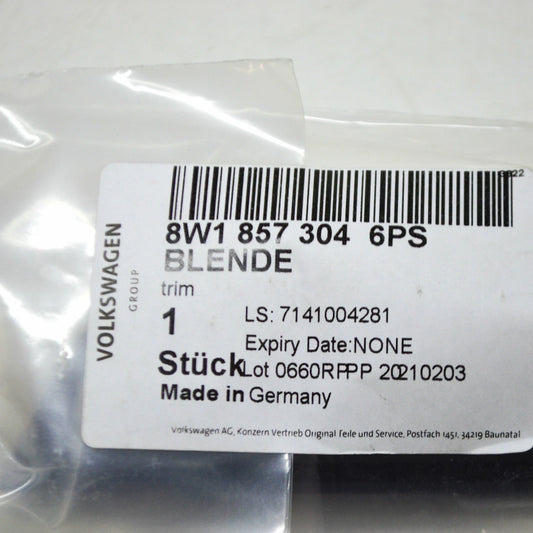 VOLKSWAGEN
GROUP
3822
8W1 857 304 6PS
BLENDE
trim
1
Stück
LS: 7141004281
Expiry Date:NONE
Lot 0660RPPP 20210203
Made in Germany
Volkswagen AG, Konzern Vertrieb Original Teile und Service, Postfach 1451, 34219 Baunatal